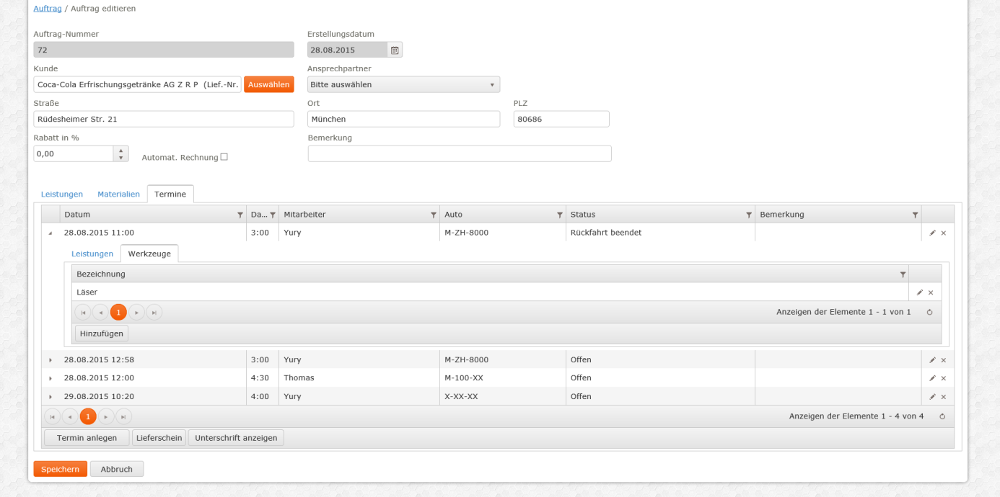 Auftrag / Auftrag editieren
Auftrag-Nummer Erstellungsdatum
72 28.08.2015
Kunde Ansprechpartner
Coca-Cola Erfrischungsgetränke AG Z R P (Lief.-Nr. Auswählen Bitte auswählen
Straße Ort PLZ
Rüdesheimer Str. 21 München 80686
Rabatt in % Bemerkung
0,00 Automat. Rechnung
Leistungen Materialien Termine
Datum Da... Mitarbeiter Auto Status Bemerkung
28.08.2015 11:00 3:00 Yury M-ZH-8000 Rückfahrt beendet
Leistungen Werkzeuge
Bezeichnung
Läser
1 Anzeigen der Elemente 1 - 1 von 1
Hinzufügen
28.08.2015 12:58 3:00 Yury M-ZH-8000 Offen
28.08.2015 12:00 4:30 Thomas M-100-XX Offen
29.08.2015 10:20 4:00 Yury X-XX-XX Offen
1 Anzeigen der Elemente 1 - 4 von 4
Termin anlegen Lieferschein Unterschrift anzeigen
Speichern Abbruch